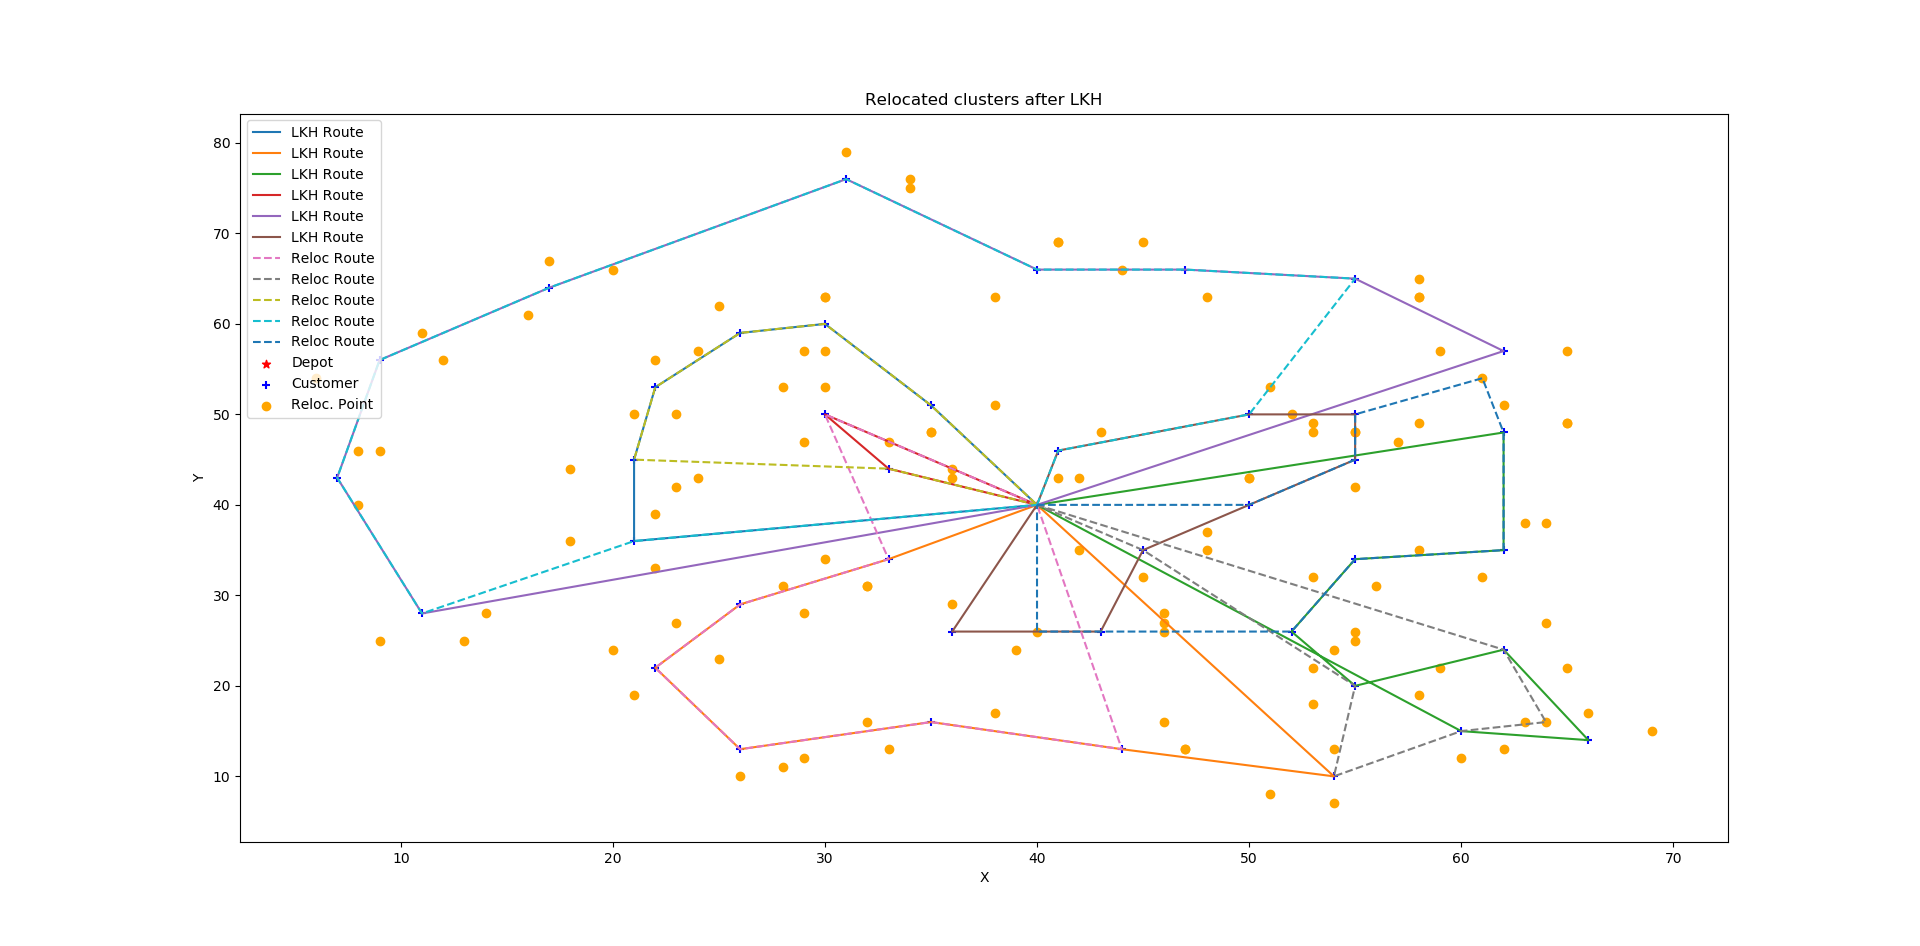 Relocated clusters after LKH
LKH Route
LKH Route
LKH Route
LKH Route
LKH Route
LKH Route
Reloc Route
Reloc Route
Reloc Route
Reloc Route
Reloc Route
Depot
Customer
Reloc. Point
80
70
60
50
40
30
20
10
Y
10 20 30 40 50 60 70
X